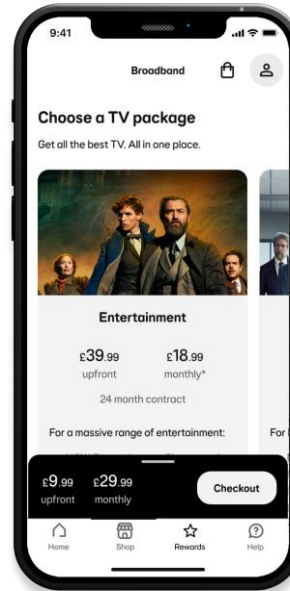 9:41
Broadband
Choose a TV package
Get all the best TV. All in one place.
Entertainment
£39.99 £18.99
upfront monthly*
24 month contract
For a massive range of entertainment:
£9.99 £29.99
upfront monthly
Checkout
Home Shop Rewards Help